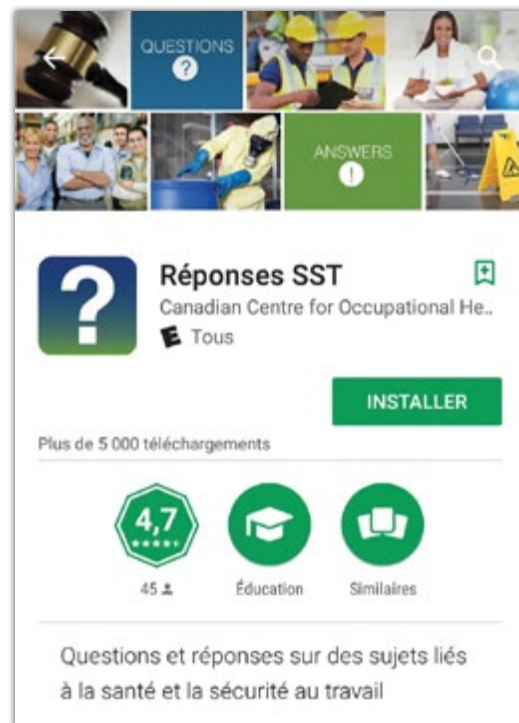 QUESTIONS
?
ANSWERS
!
?
Réponses SST
Canadian Centre for Occupational He..
E Tous
INSTALLER
Plus de 5 000 téléchargements
4,7
45
Éducation
Similaires
Questions et réponses sur des sujets liés
à la santé et la sécurité au travail